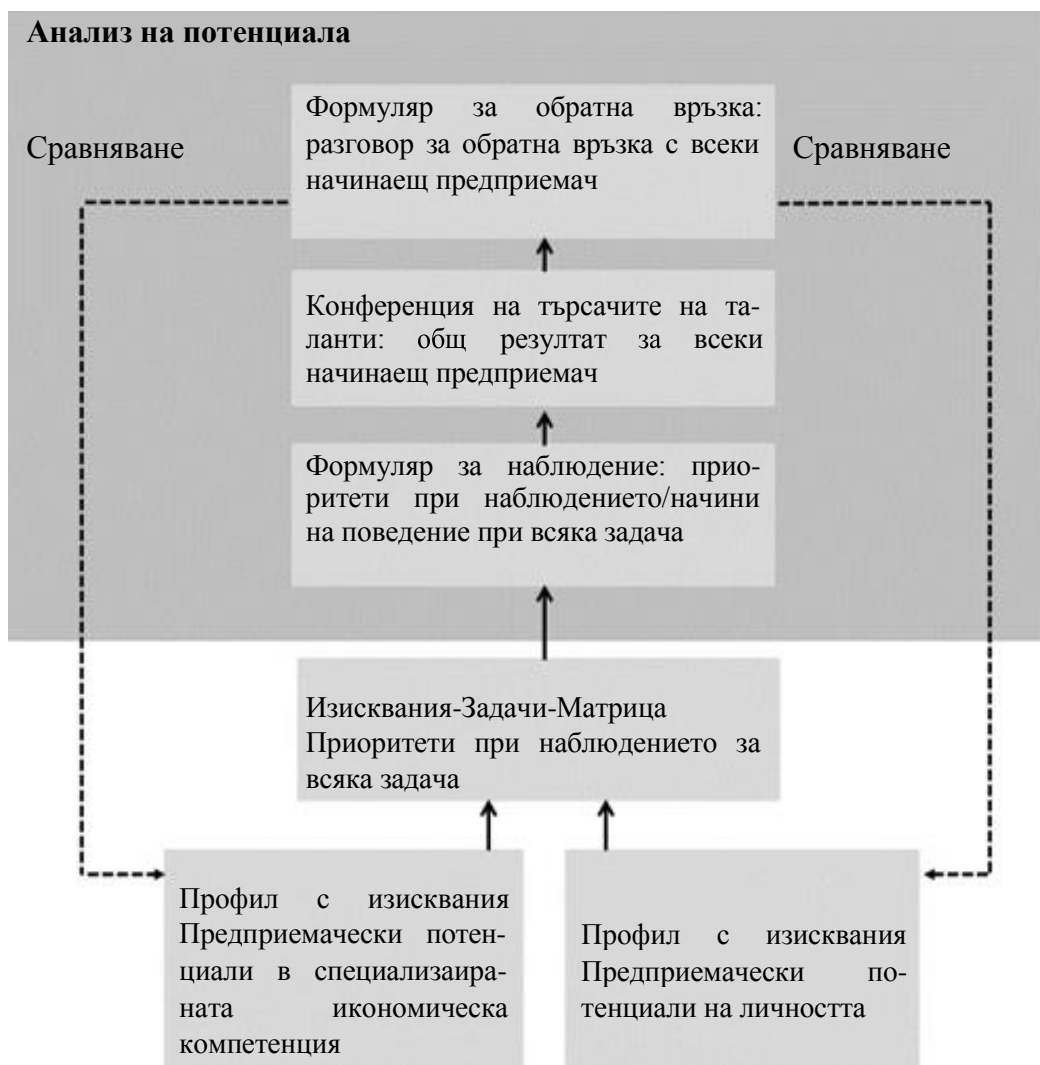 Анализ на потенциала
Формуляр за обратна връзка:
разговор за обратна връзка с всеки
начинаещ предприемач
Сравняване
Сравняване
Конференция на търсачите на та-
ланти: общ резултат за всеки
начинаещ предприемач
Формуляр за наблюдение: прио-
ритети при наблюдението/начини
на поведение при всяка задача
Изисквания-Задачи-Матрица
Приоритети при наблюдението за
всяка задача
Профил с изисквания
Предприемачески потен-
циали в специализаира-
ната икономическа
компетенция
Профил с изисквания
Предприемачески по-
тенциали на личността